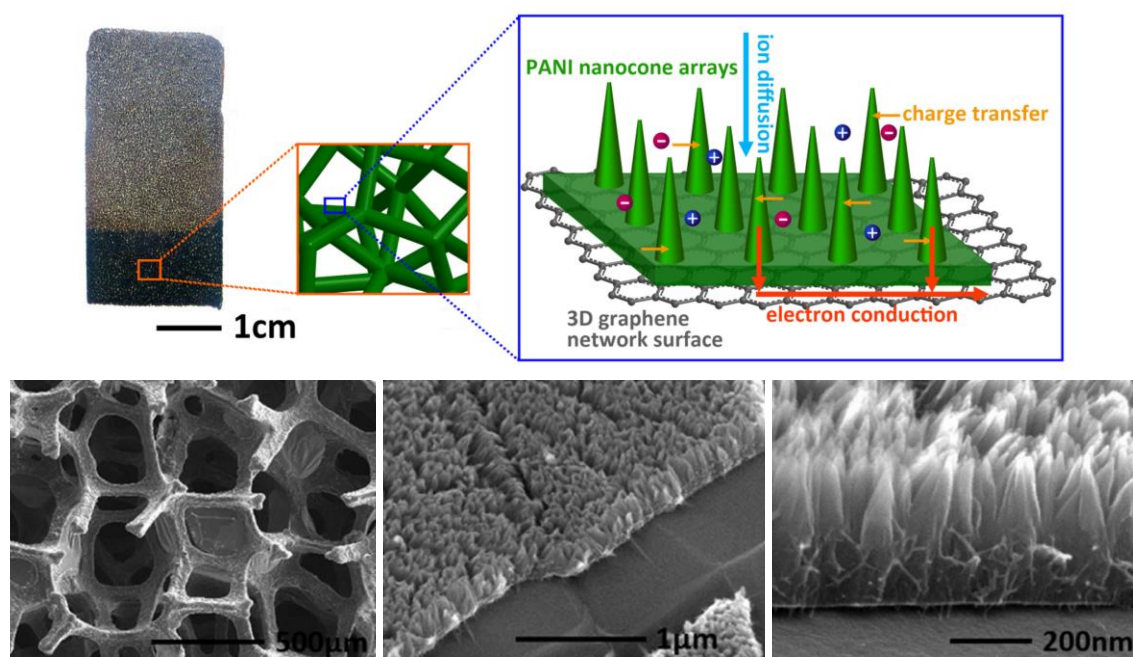 PANI nanocone arrays
ion diffusion
charge transfer
1cm
3D graphene
network surface
electron conduction
500μm
1μm
200nm